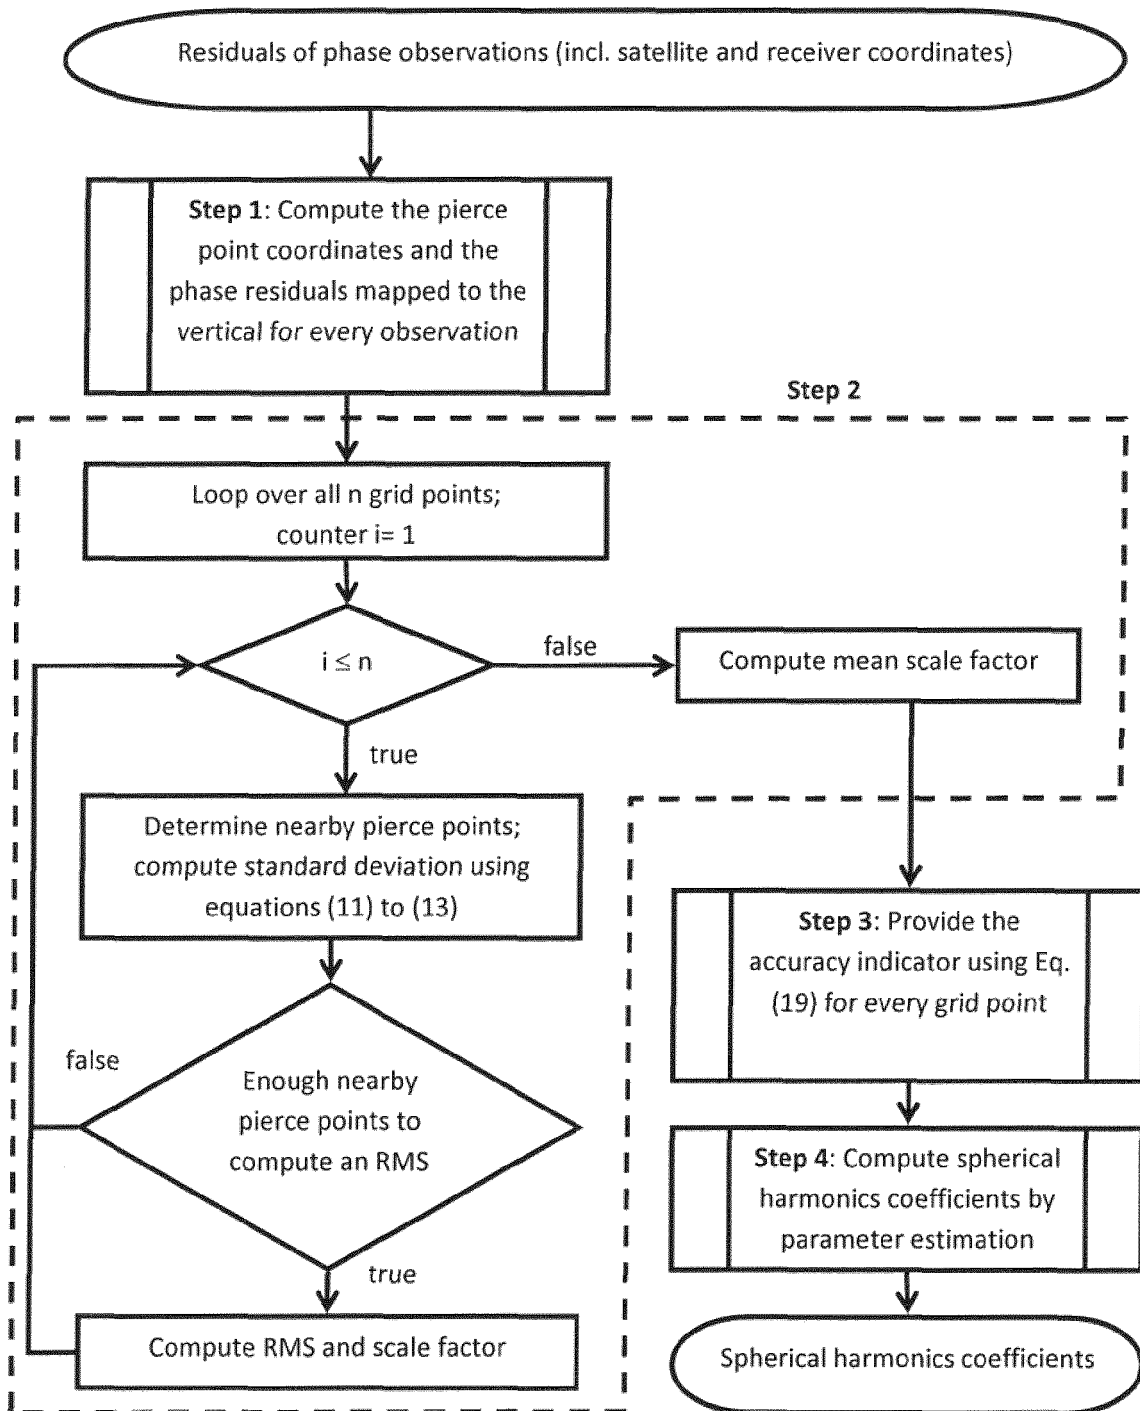 Residuals of phase observations (incl. satellite and receiver coordinates)
Step 1: Compute the pierce
point coordinates and the
phase residuals mapped to the
vertical for every observation
Step 2
Loop over all n grid points;
counter i= 1
i ≤ n
false
Compute mean scale factor
true
Determine nearby pierce points;
compute standard deviation using
equations (11) to (13)
Step 3: Provide the
accuracy indicator using Eq.
(19) for every grid point
false
Enough nearby
pierce points to
compute an RMS
Step 4: Compute spherical
harmonics coefficients by
parameter estimation
true
Compute RMS and scale factor
Spherical harmonics coefficients